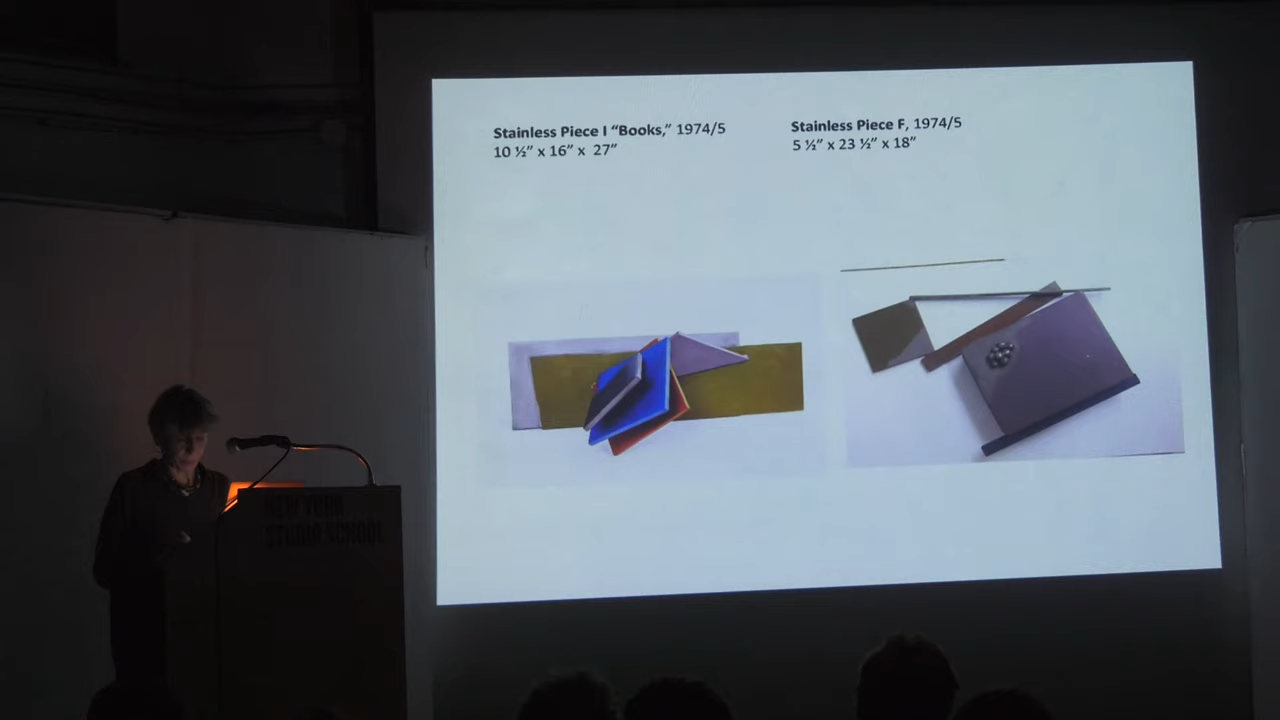 Stainless Piece I “Books,” 1974/5
10 ½” x 16” x 27”
Stainless Piece F, 1974/5
5 ½” x 23 ½” x 18”
NEW YORK
STUDIO SCHOOL